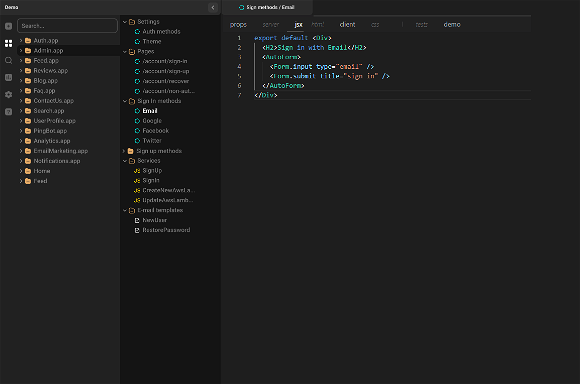 Demo
Search...
Auth.app
Admin.app
Feed.app
Reviews.app
Blog.app
Faq.app
ContactUs.app
Search.app
UserProfile.app
PingBot.app
Analytics.app
EmailMarketing.app
Notifications.app
Home
Feed
Settings
Auth methods
Theme
Pages
/account/sign-in
/account/sign-up
/account/recover
/account/non-aut...
Sign In methods
Email
Google
Facebook
Twitter
Sign up methods
Services
SignUp
SignIn
CreateNewAwsLa...
UpdateAwsLamb...
E-mail templates
NewUser
RestorePassword
Sign methods / Email
props server jsx html client css tests demo
1 export default <Div>
2 <H2>Sign in with Email</H2>
3 <AutoForm>
4 <Form.input type="email" />
5 <Form.submit title="sign in" />
6 </AutoForm>
7 </Div>